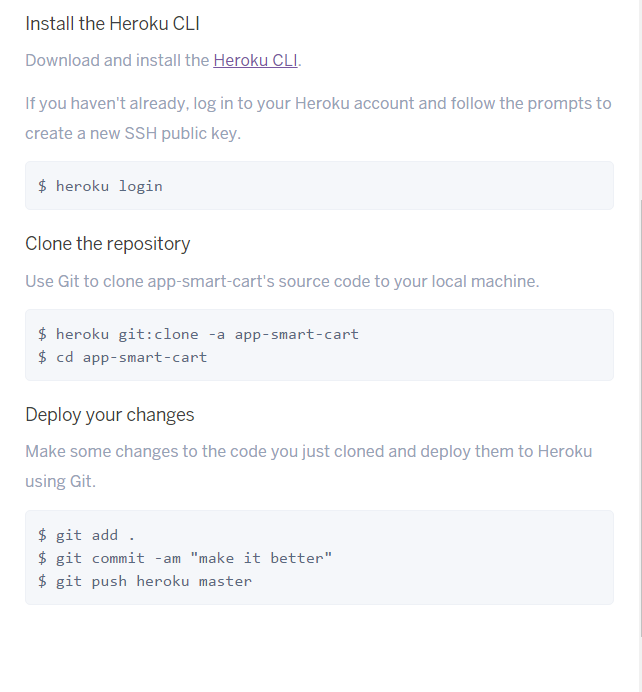 Install the Heroku CLI
Download and install the Heroku CLI.
If you haven't already, log in to your Heroku account and follow the prompts to
create a new SSH public key.
$ heroku login
Clone the repository
Use Git to clone app-smart-cart's source code to your local machine.
$ heroku git:clone -a app-smart-cart
$ cd app-smart-cart
Deploy your changes
Make some changes to the code you just cloned and deploy them to Heroku
using Git.
$ git add .
$ git commit -am "make it better"
$ git push heroku master